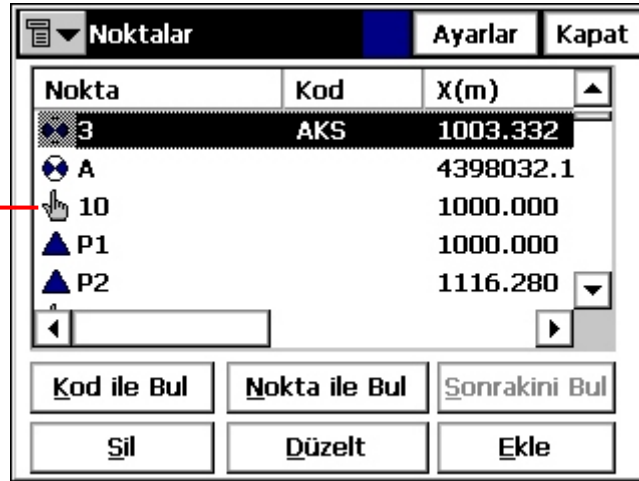 Noktalar Ayarlar Kapat
Nokta Kod X(m)
3 AKS 1003.332
A 4398032.1
10 1000.000
P1 1000.000
P2 1116.280
Kod ile Bul Nokta ile Bul Sonrakini Bul
Sil Düzelt Ekle